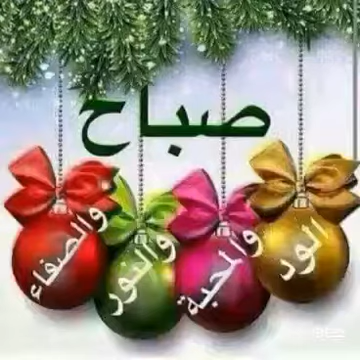 صباح
الود
والمحبة
والنور
والصفاء